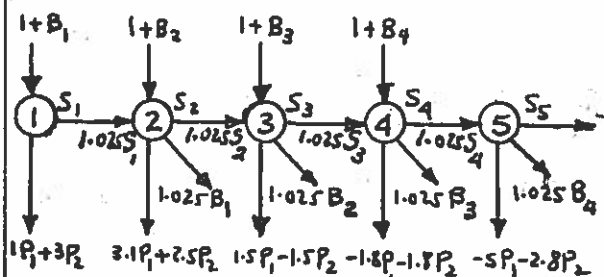 1+B₁ 1+B₂ 1+B₃ 1+B₄
1 S₁ 2 S₂ 3 S₃ 4 S₄ 5 S₅
1.025S₁ 1.025S₂ 1.025S₃ 1.025S₄
1.025B₁ 1.025B₂ 1.025B₃ 1.025B₄
1P₁+3P₂ 3.1P₁+2.5P₂ 1.5P₁-1.5P₂ -1.8P₁-1.8P₂ -5P₁-2.8P₂